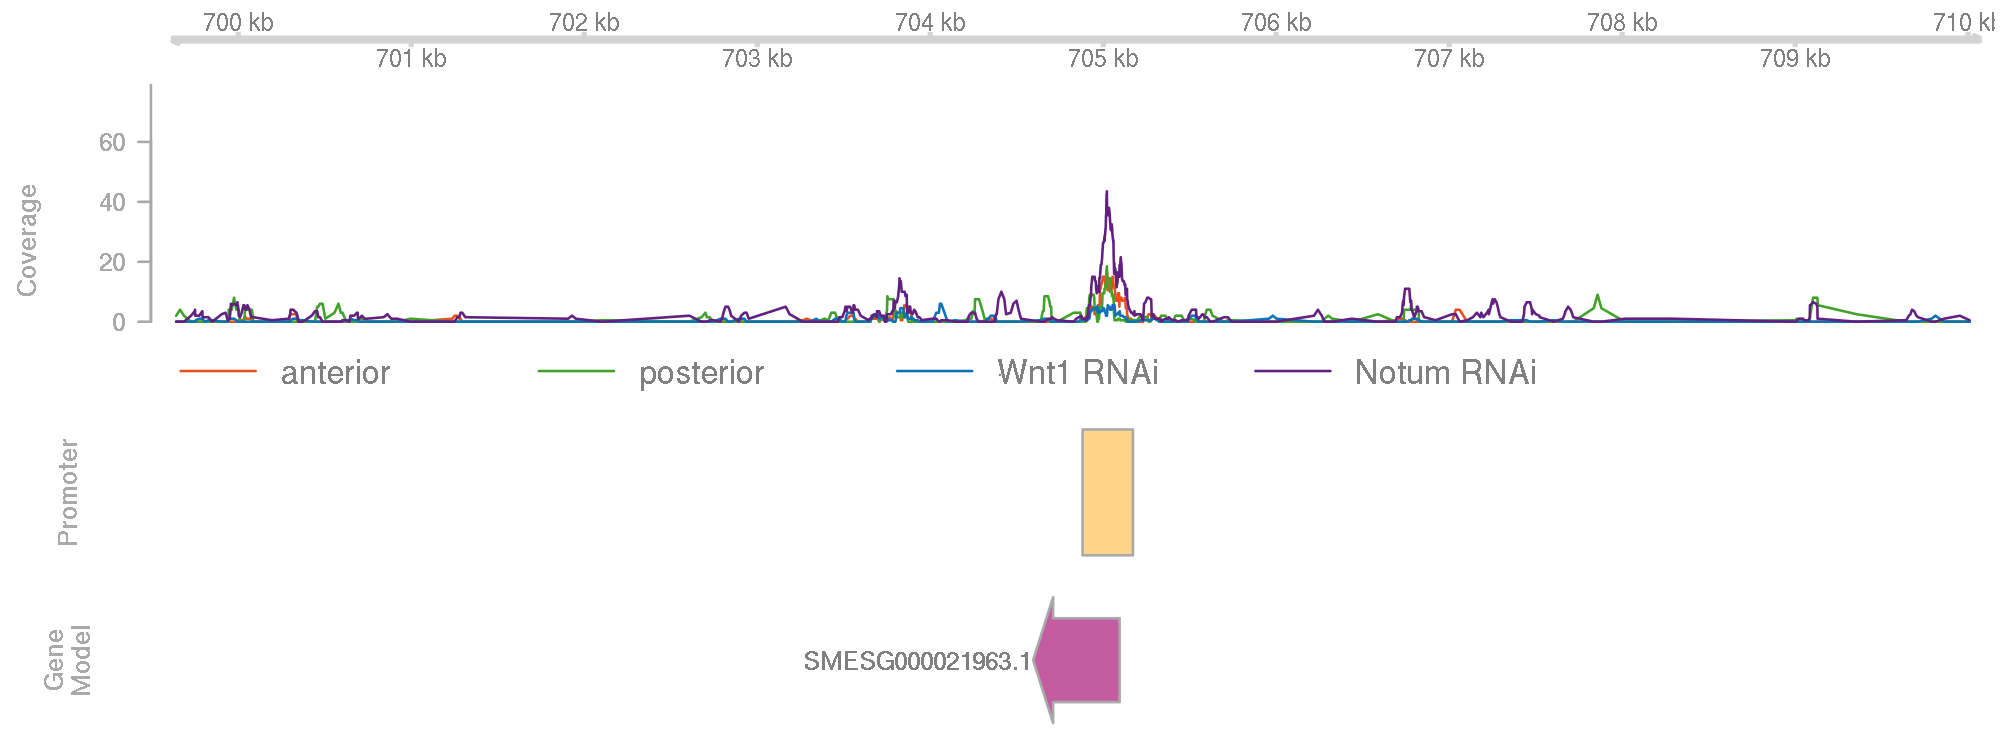 700 kb 702 kb 704 kb 706 kb 708 kb 710 k
701 kb 703 kb 705 kb 707 kb 709 kb
Coverage
60
40
20
0
anterior posterior Wnt1 RNAi Notum RNAi
Promoter
Gene
Model
SMESG000021963.1